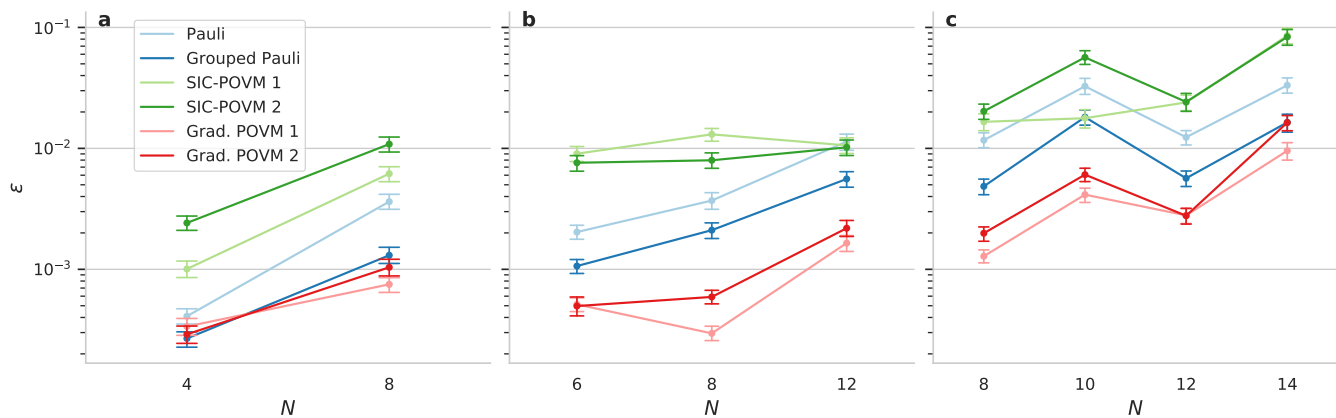 a
b
c
Pauli
Grouped Pauli
SIC-POVM 1
SIC-POVM 2
Grad. POVM 1
Grad. POVM 2
10⁻¹
10⁻²
10⁻³
ε
4 8
6 8 12
8 10 12 14
N N N